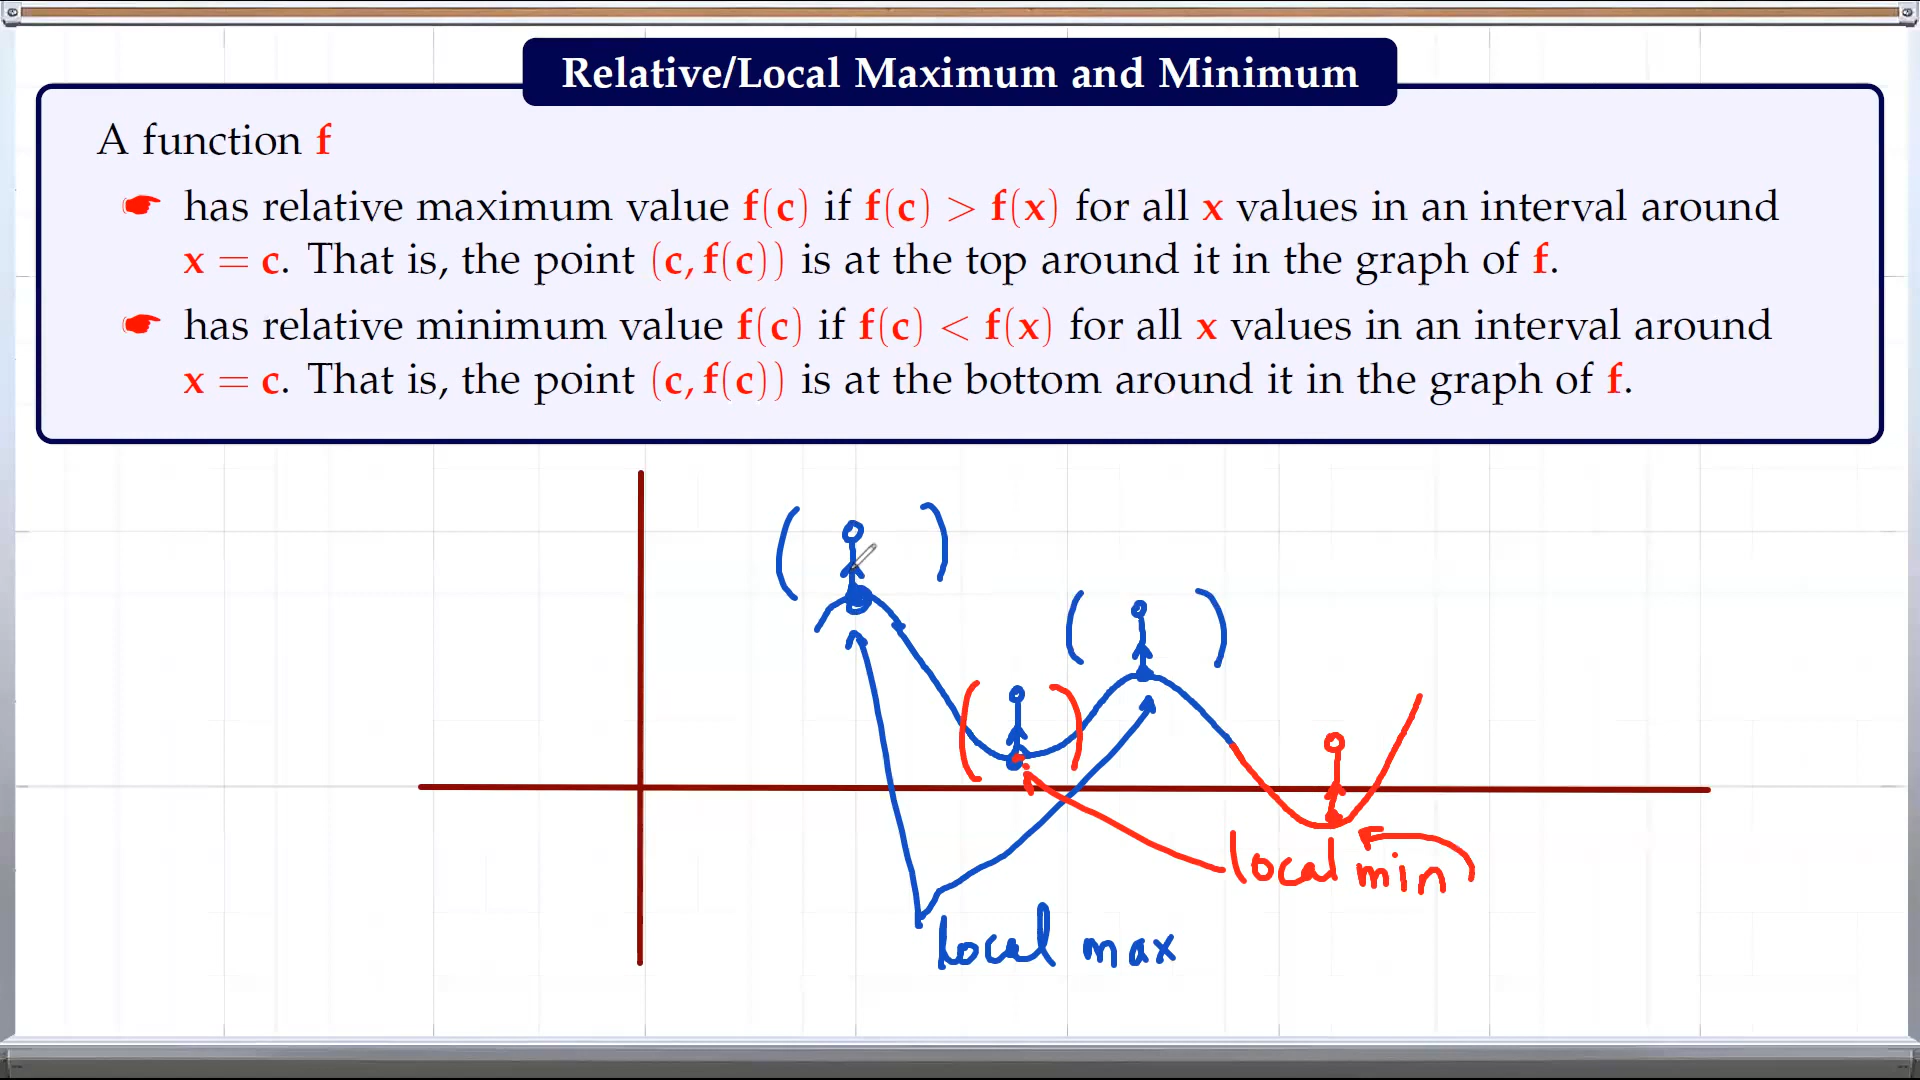 Relative/Local Maximum and Minimum
A function f
has relative maximum value f(c) if f(c) > f(x) for all x values in an interval around
x = c. That is, the point (c, f(c)) is at the top around it in the graph of f.
has relative minimum value f(c) if f(c) < f(x) for all x values in an interval around
x = c. That is, the point (c, f(c)) is at the bottom around it in the graph of f.
local min
local max